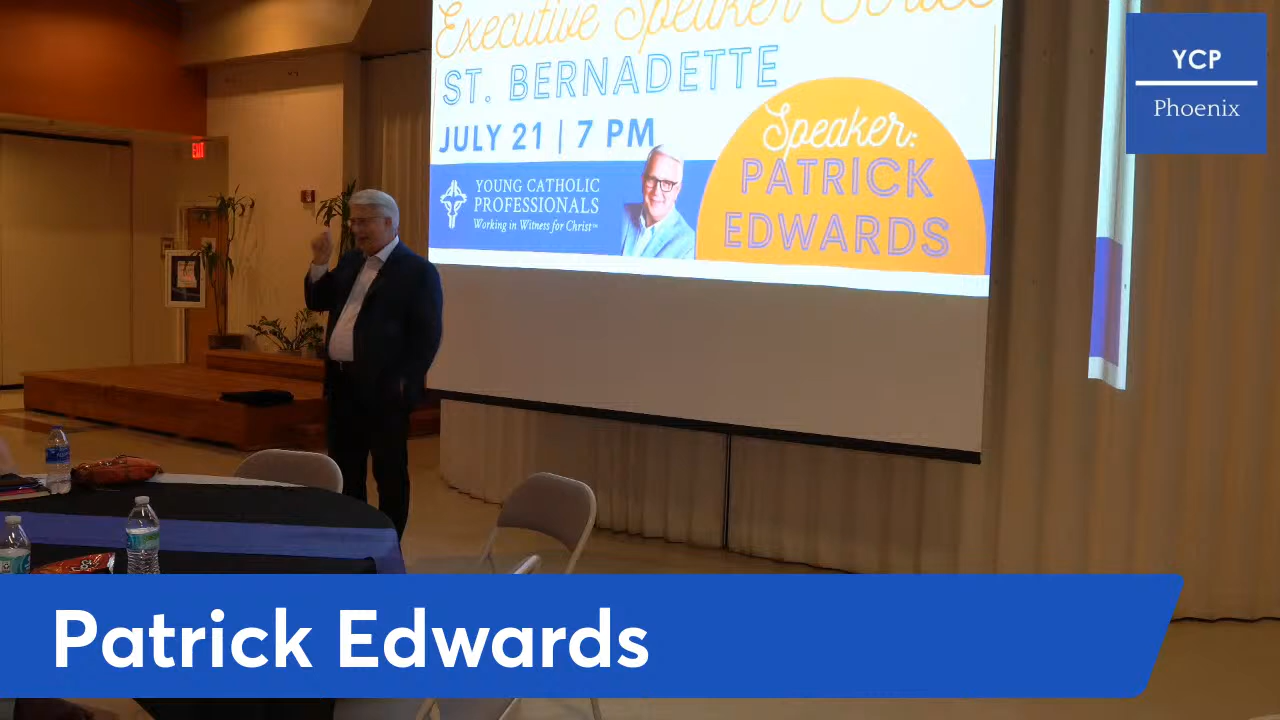 Executive Speaker Series
ST. BERNADETTE
JULY 21 | 7 PM
Speaker:
PATRICK
EDWARDS
YOUNG CATHOLIC
PROFESSIONALS
Working in Witness for Christ™
YCP
Phoenix
EXIT
Patrick Edwards